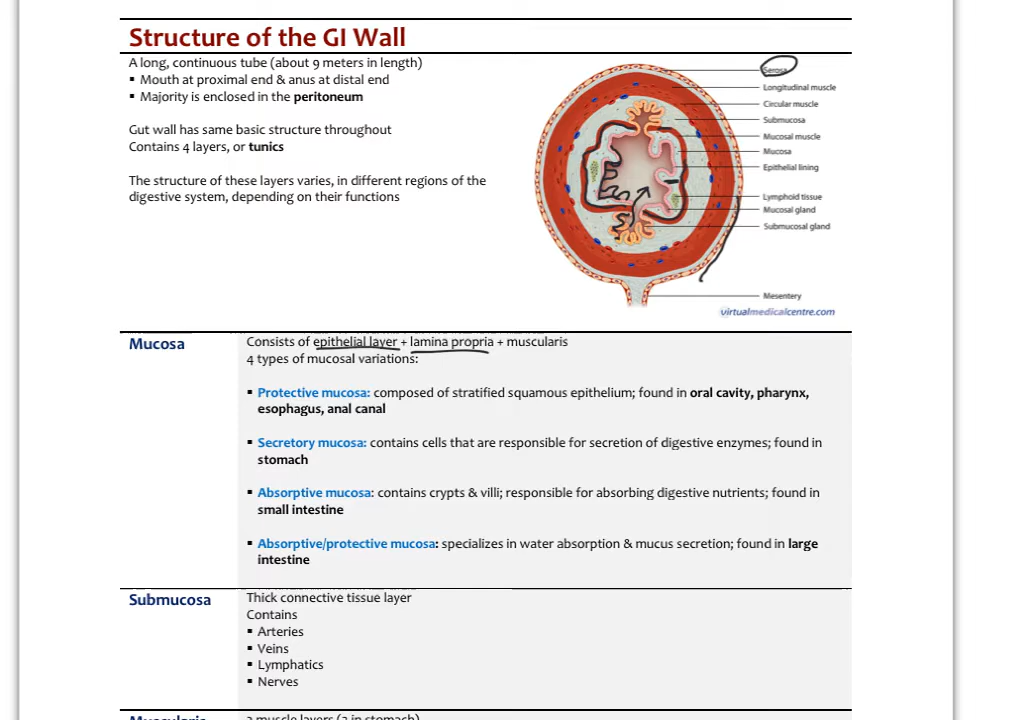 Structure of the GI Wall
A long, continuous tube (about 9 meters in length)
▪ Mouth at proximal end & anus at distal end
▪ Majority is enclosed in the peritoneum
Gut wall has same basic structure throughout
Contains 4 layers, or tunics
The structure of these layers varies, in different regions of the
digestive system, depending on their functions
Serosa
Longitudinal muscle
Circular muscle
Submucosa
Mucosal muscle
Mucosa
Epithelial lining
Lymphoid tissue
Mucosal gland
Submucosal gland
Mesentery
virtualmedicalcentre.com
Mucosa
Consists of epithelial layer + lamina propria + muscularis
4 types of mucosal variations:
▪ Protective mucosa: composed of stratified squamous epithelium; found in oral cavity, pharynx,
esophagus, anal canal
▪ Secretory mucosa: contains cells that are responsible for secretion of digestive enzymes; found in
stomach
▪ Absorptive mucosa: contains crypts & villi; responsible for absorbing digestive nutrients; found in
small intestine
▪ Absorptive/protective mucosa: specializes in water absorption & mucus secretion; found in large
intestine
Submucosa
Thick connective tissue layer
Contains
▪ Arteries
▪ Veins
▪ Lymphatics
▪ Nerves
Muscularis
2 muscle layers (3 in stomach)